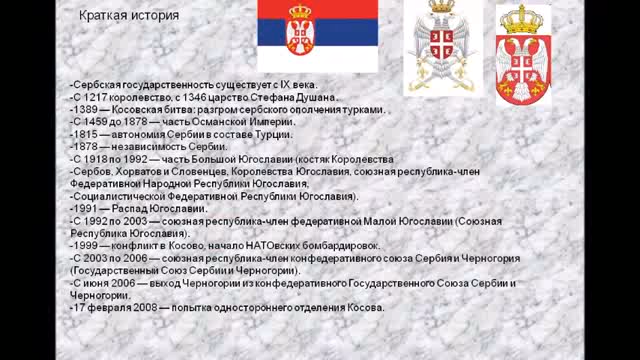 Краткая история
-Сербская государственность существует с IX века.
-С 1217 королевство, с 1346 царство Стефана Душана.
-1389 — Косовская битва: разгром сербского ополчения турками.
-С 1459 до 1878 — часть Османской Империи.
-1815 — автономия Сербии в составе Турции.
-1878 — независимость Сербии.
-С 1918 по 1992 — часть Большой Югославии (костяк Королевства
-Сербов, Хорватов и Словенцев, Королевства Югославия, союзная республика-член
Федеративной Народной Республики Югославия,
-Социалистической Федеративной Республики Югославия).
-1991 — Распад Югославии.
-С 1992 по 2003 — союзная республика-член федеративной Малой Югославии (Союзная
Республика Югославия).
-1999 — конфликт в Косово, начало НАТОвских бомбардировок.
-С 2003 по 2006 — союзная республика-член конфедеративного союза Сербия и Черногория
(Государственный Союз Сербии и Черногории).
-С июня 2006 — выход Черногории из конфедеративного Государственного Союза Сербии и
Черногории.
-17 февраля 2008 — попытка одностороннего отделения Косова.